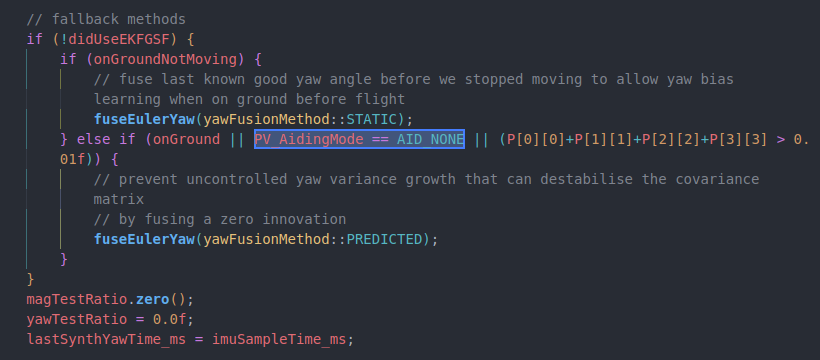 // fallback methods
if (!didUseEKFGSF) {
if (onGroundNotMoving) {
// fuse last known good yaw angle before we stopped moving to allow yaw bias
learning when on ground before flight
fuseEulerYaw(yawFusionMethod::STATIC);
} else if (onGround || PV_AidingMode == AID_NONE || (P[0][0]+P[1][1]+P[2][2]+P[3][3] > 0.
01f)) {
// prevent uncontrolled yaw variance growth that can destabilise the covariance
matrix
// by fusing a zero innovation
fuseEulerYaw(yawFusionMethod::PREDICTED);
}
}
magTestRatio.zero();
yawTestRatio = 0.0f;
lastSynthYawTime_ms = imuSampleTime_ms;